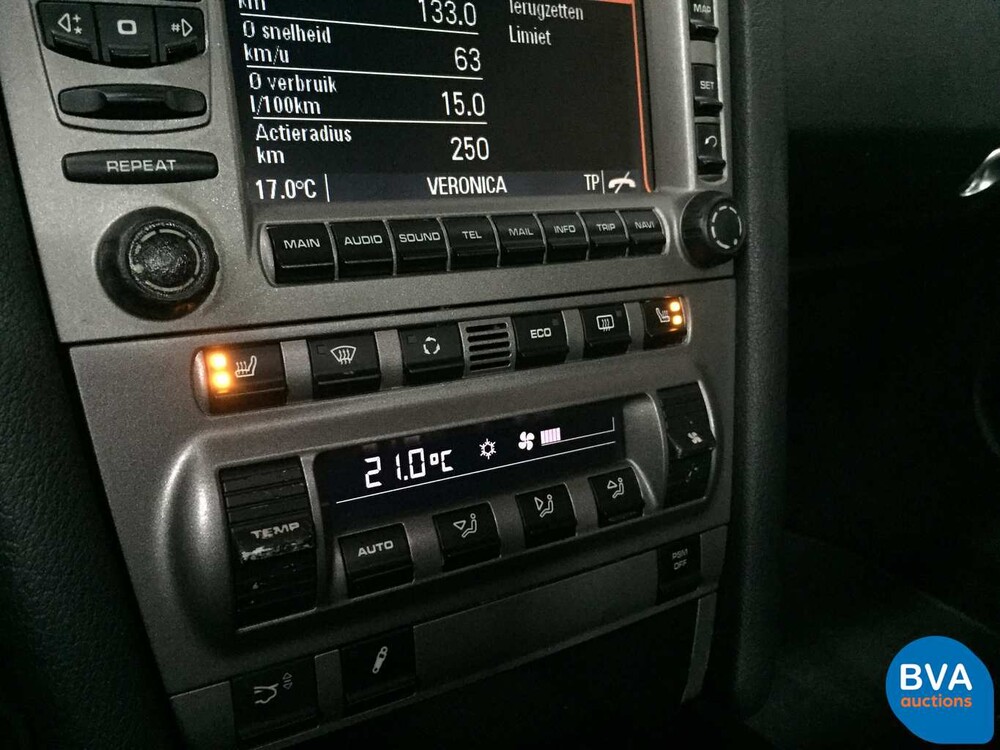 km 133.0 Terugzetten
Ø snelheid Limiet
km/u 63
Ø verbruik
l/100km 15.0
Actieradius
km 250
17.0°C VERONICA TP
MAP
SET
#
REPEAT
MAIN AUDIO SOUND TEL MAIL INFO TRIP NAVI
ECO
21.0°C
TEMP
AUTO
PSM
OFF
BVA
auctions